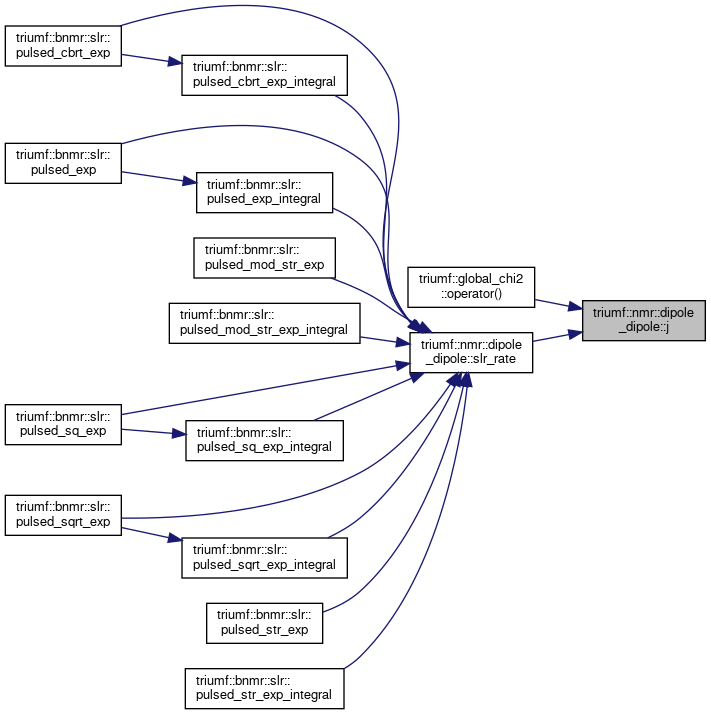 triumf::bnmr::slr::
pulsed_cbrt_exp
triumf::bnmr::slr::
pulsed_cbrt_exp_integral
triumf::bnmr::slr::
pulsed_exp
triumf::bnmr::slr::
pulsed_exp_integral
triumf::bnmr::slr::
pulsed_mod_str_exp
triumf::global_chi2
::operator()
triumf::nmr::dipole
_dipole::j
triumf::bnmr::slr::
pulsed_mod_str_exp_integral
triumf::nmr::dipole
_dipole::slr_rate
triumf::bnmr::slr::
pulsed_sq_exp
triumf::bnmr::slr::
pulsed_sq_exp_integral
triumf::bnmr::slr::
pulsed_sqrt_exp
triumf::bnmr::slr::
pulsed_sqrt_exp_integral
triumf::bnmr::slr::
pulsed_str_exp
triumf::bnmr::slr::
pulsed_str_exp_integral